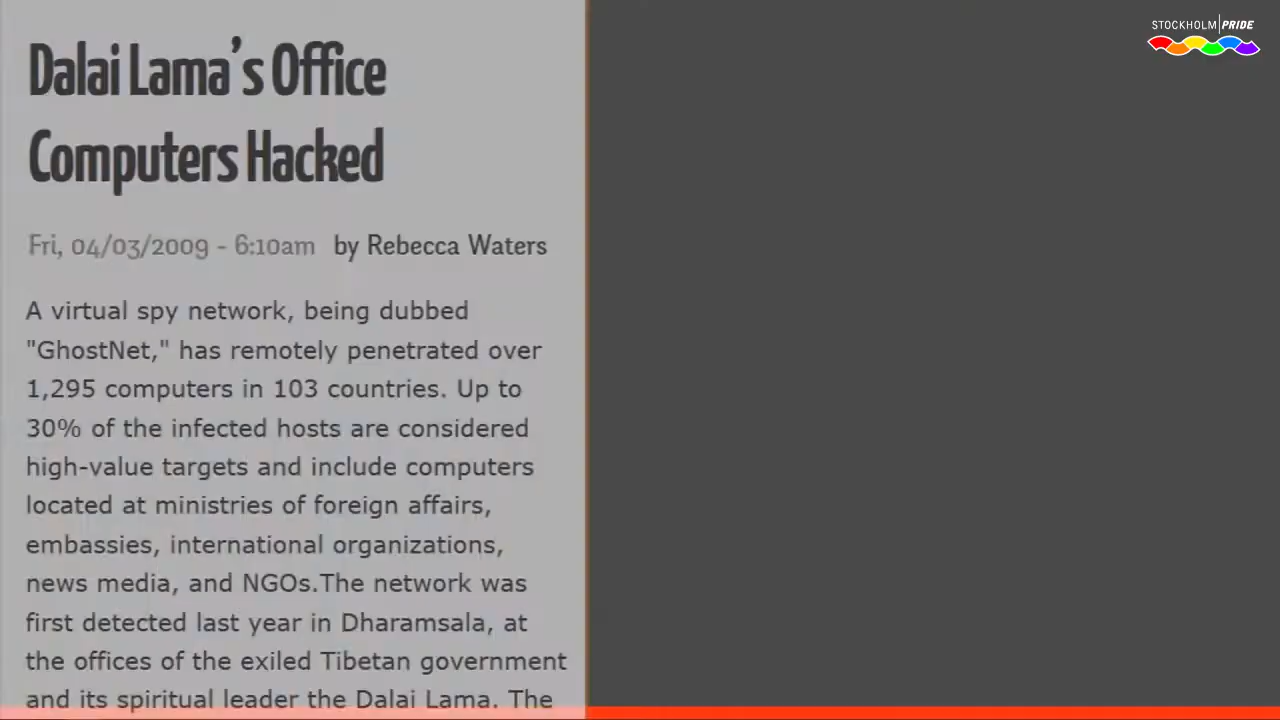 Dalai Lama's Office
Computers Hacked
Fri, 04/03/2009 - 6:10am by Rebecca Waters
A virtual spy network, being dubbed
"GhostNet," has remotely penetrated over
1,295 computers in 103 countries. Up to
30% of the infected hosts are considered
high-value targets and include computers
located at ministries of foreign affairs,
embassies, international organizations,
news media, and NGOs.The network was
first detected last year in Dharamsala, at
the offices of the exiled Tibetan government
and its spiritual leader the Dalai Lama. The
STOCKHOLM PRIDE